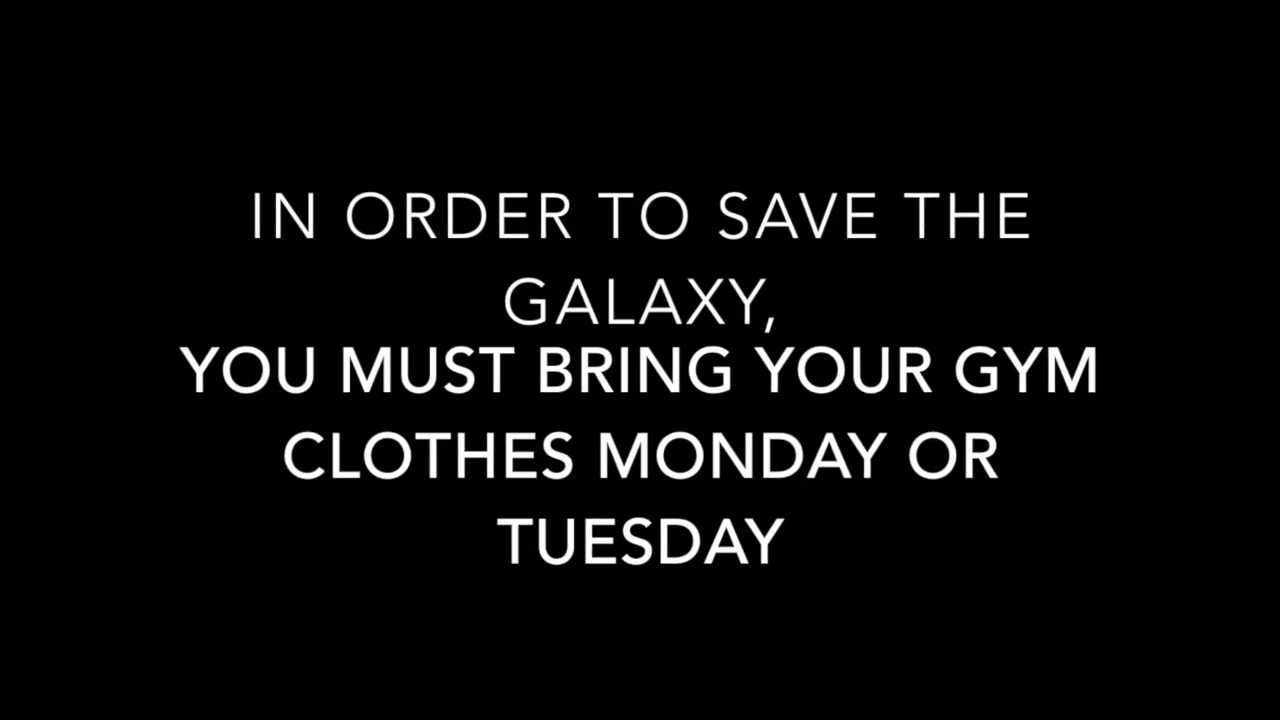 IN ORDER TO SAVE THE
GALAXY,
YOU MUST BRING YOUR GYM
CLOTHES MONDAY OR
TUESDAY